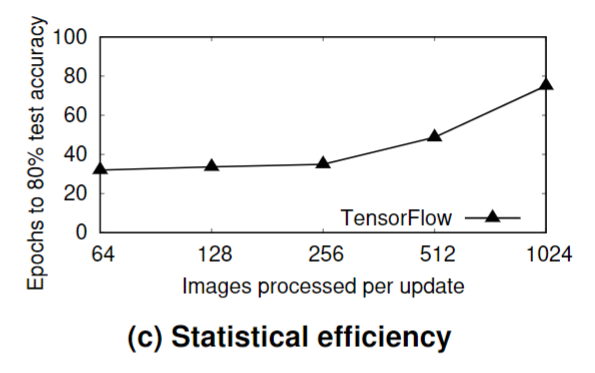 Epochs to 80% test accuracy
100
80
60
40
20
0
TensorFlow
64 128 256 512 1024
Images processed per update
(c) Statistical efficiency